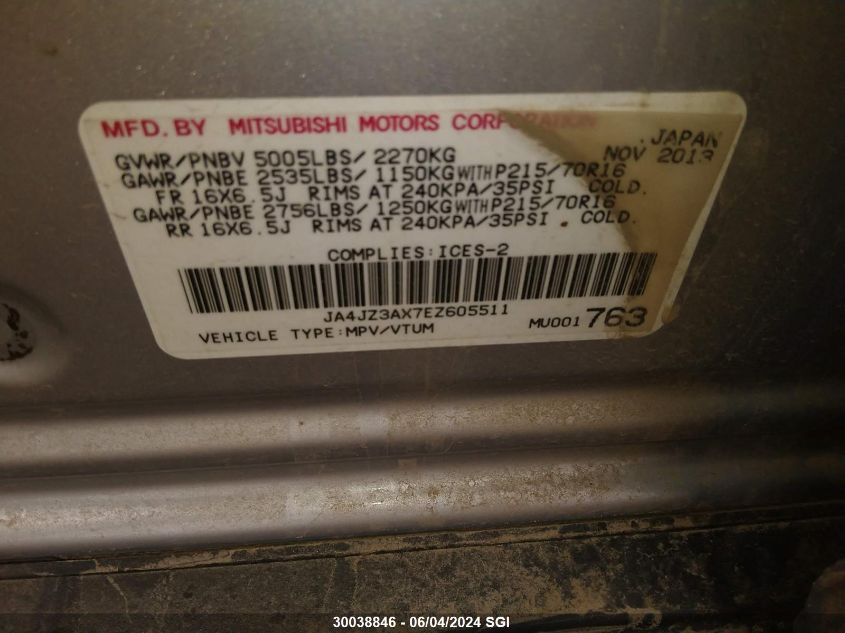 MFD. BY MITSUBISHI MOTORS CORPORATION
JAPAN
GVWR/PNBV 5005LBS/ 2270KG NOV 2013
GAWR/PNBE 2535LBS/ 1150KG WITH P215/70R16
FR 16X6.5J RIMS AT 240KPA/35PSI COLD.
GAWR/PNBE 2756LBS/ 1250KG WITH P215/70R16
RR 16X6.5J RIMS AT 240KPA/35PSI . COLD.
COMPLIES:ICES-2
JA4JZ3AX7EZ605511
VEHICLE TYPE:MPV/VTUM MU001 763
30038846 - 06/04/2024 SGI